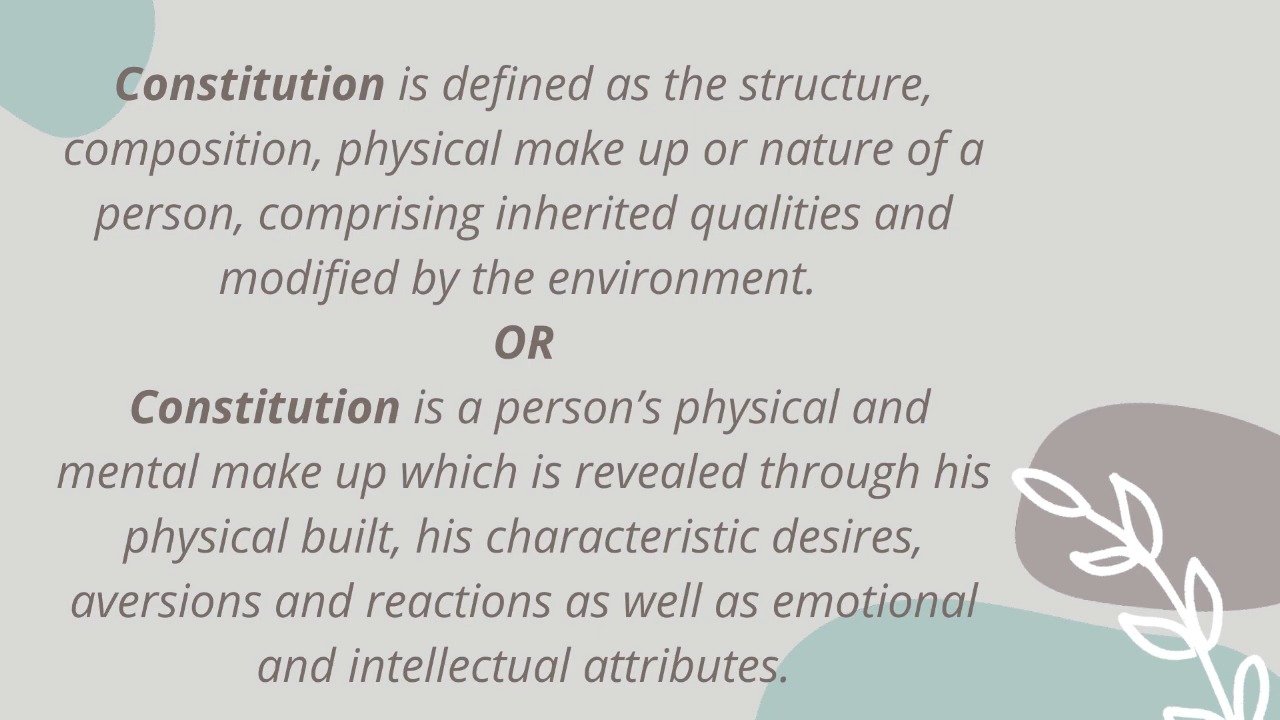 Constitution is defined as the structure,
composition, physical make up or nature of a
person, comprising inherited qualities and
modified by the environment.
OR
Constitution is a person’s physical and
mental make up which is revealed through his
physical built, his characteristic desires,
aversions and reactions as well as emotional
and intellectual attributes.